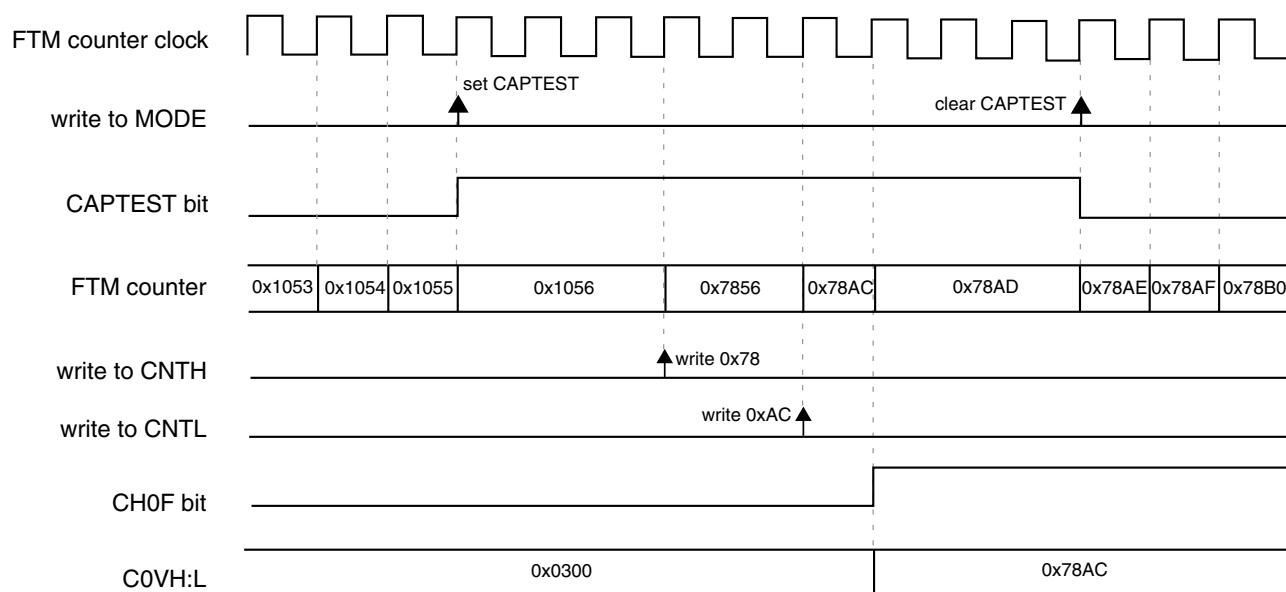 FTM counter clock
set CAPTEST
write to MODE
clear CAPTEST
CAPTEST bit
FTM counter
0x1053 0x1054 0x1055 0x1056 0x7856 0x78AC 0x78AD 0x78AE 0x78AF 0x78B0
write to CNTH
write 0x78
write to CNTL
write 0xAC
CH0F bit
C0VH:L
0x0300 0x78AC